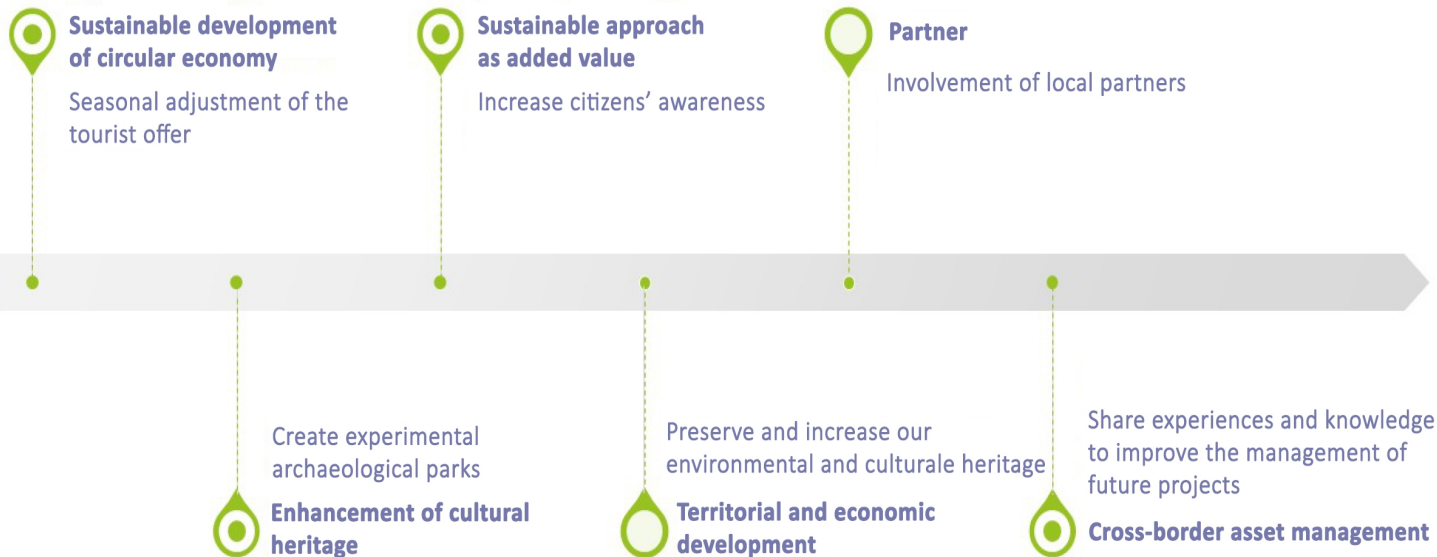 Sustainable development
of circular economy
Seasonal adjustment of the
tourist offer
Sustainable approach
as added value
Increase citizens’ awareness
Partner
Involvement of local partners
Create experimental
archaeological parks
Enhancement of cultural
heritage
Preserve and increase our
environmental and culturale heritage
Territorial and economic
development
Share experiences and knowledge
to improve the management of
future projects
Cross-border asset management